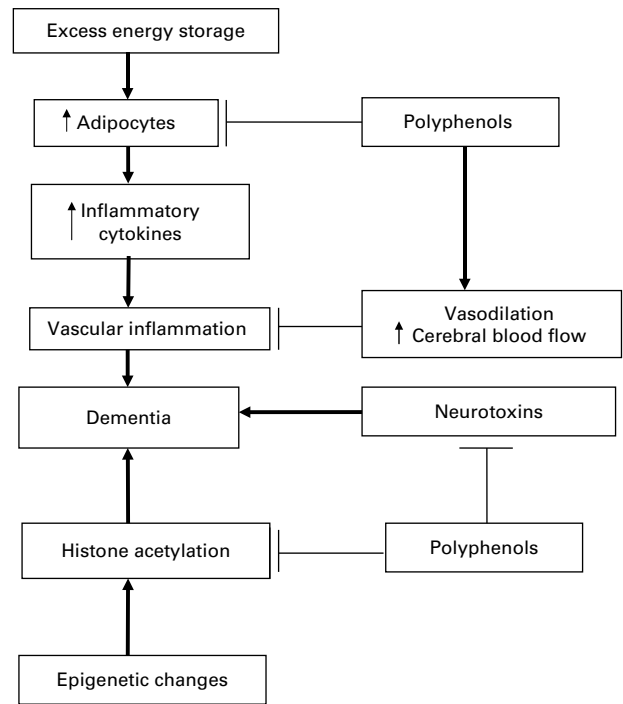 Excess energy storage
Adipocytes
Polyphenols
Inflammatory
cytokines
Vascular inflammation
Vasodilation
Cerebral blood flow
Dementia
Neurotoxins
Histone acetylation
Polyphenols
Epigenetic changes